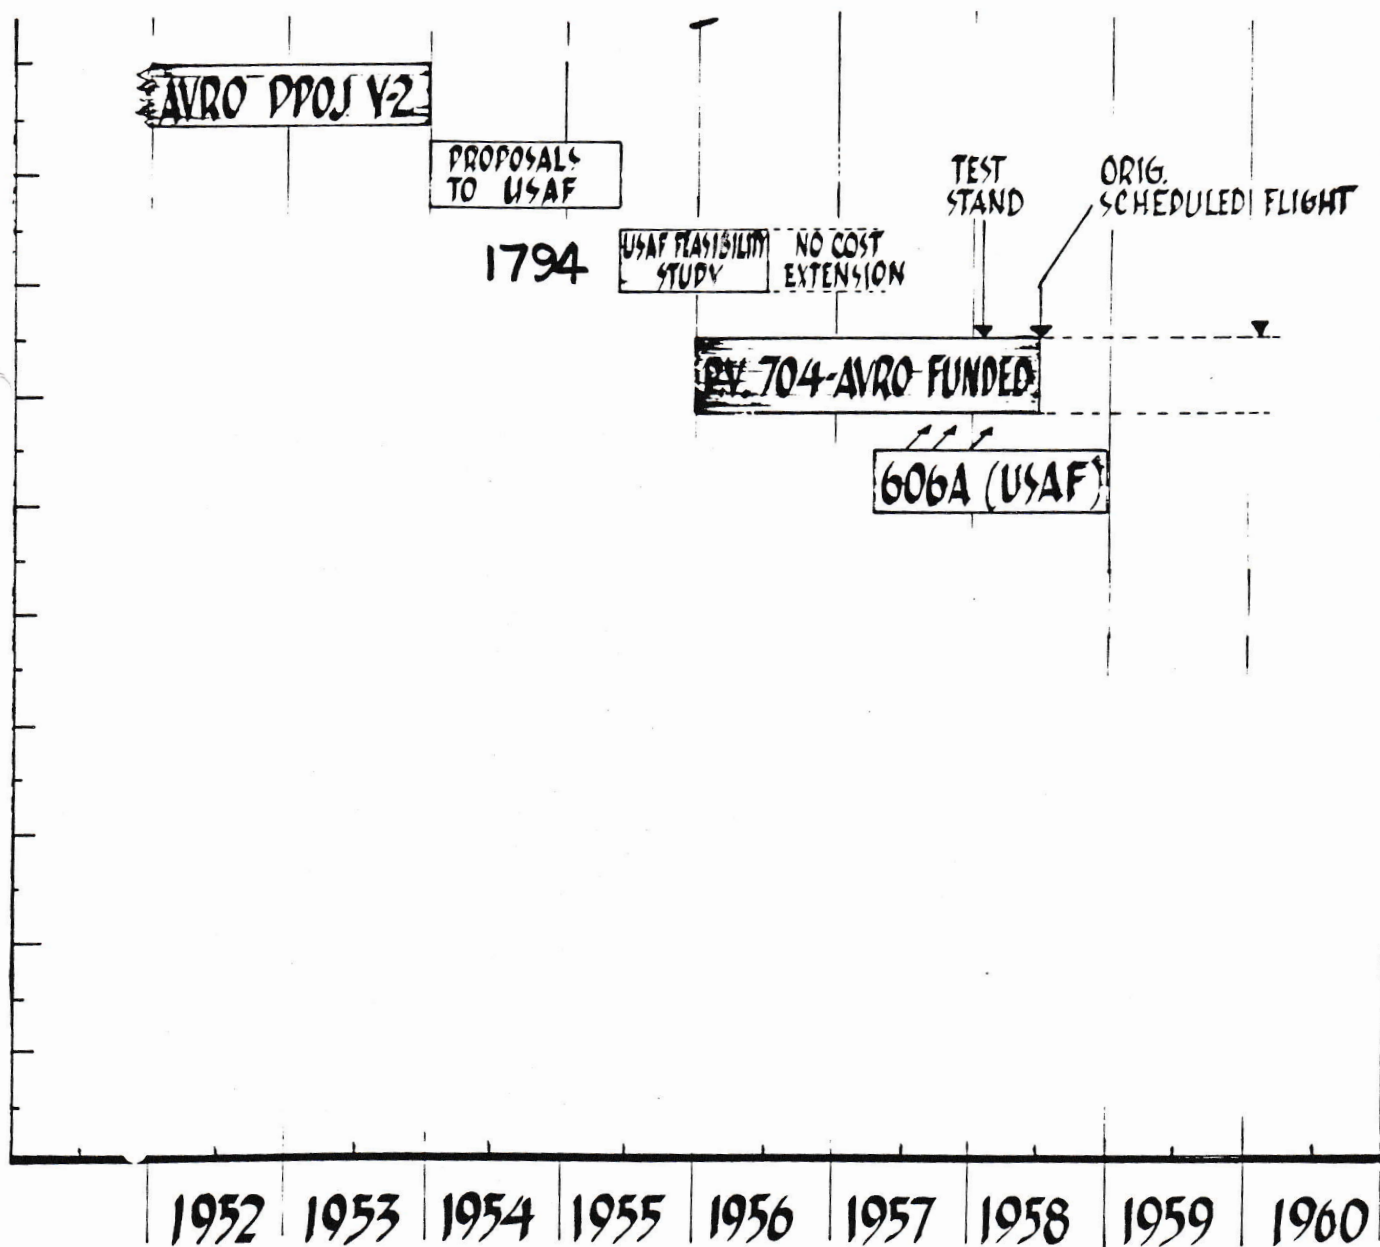 AVRO PROJ Y-2
PROPOSALS
TO USAF
1794
USAF FEASIBILITY
STUDY
NO COST
EXTENSION
TEST
STAND
ORIG.
SCHEDULED FLIGHT
P.V. 704-AVRO FUNDED
606A (USAF)
1952 1953 1954 1955 1956 1957 1958 1959 1960